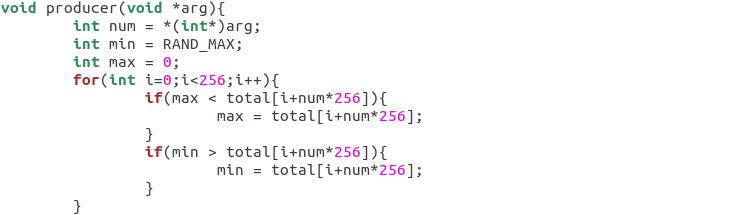 void producer(void *arg){
        int num = *(int*)arg;
        int min = RAND_MAX;
        int max = 0;
        for(int i=0;i<256;i++){
                if(max < total[i+num*256]){
                        max = total[i+num*256];
                }
                if(min > total[i+num*256]){
                        min = total[i+num*256];
                }
        }